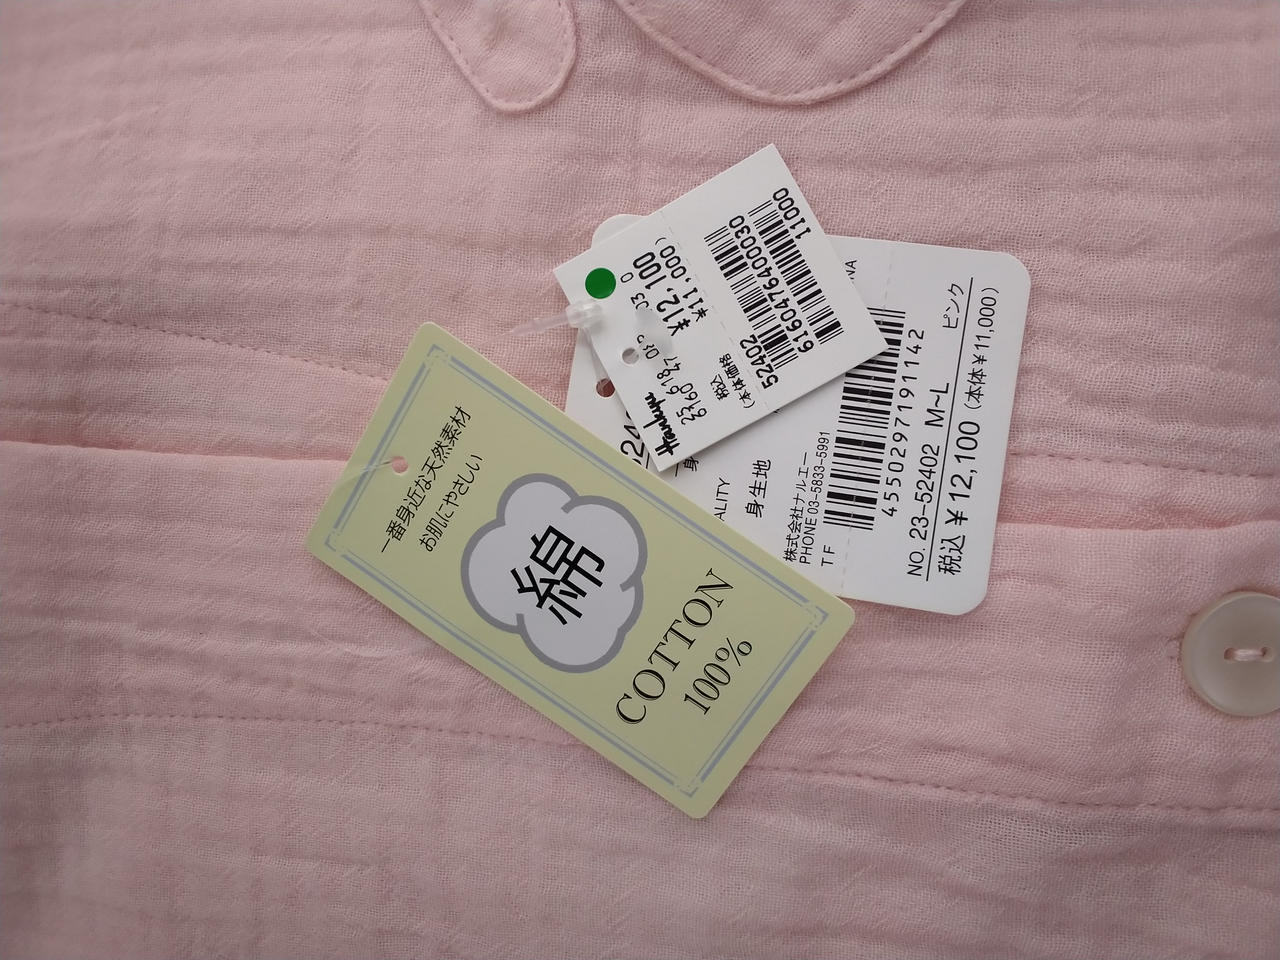 一番身近な天然素材
お肌にやさしい
綿
COTTON
100%
Hankyu
税込 ¥12,100
(本体価格 ¥11,000)
52402
6160476400030
11000
身生地
株式会社ナルエー
PHONE 03-5833-5991
TF
4550297191142
NO. 23-52402 M~L ピンク
税込 ¥12,100 (本体¥11,000)